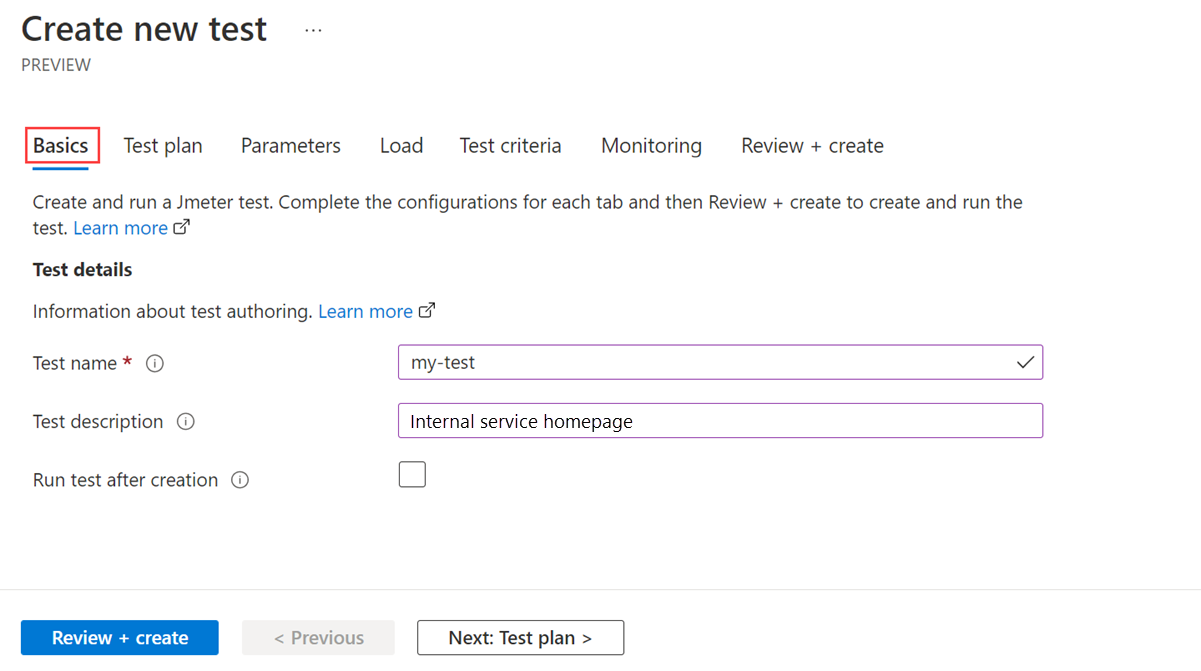 Create new test ...
PREVIEW
Basics Test plan Parameters Load Test criteria Monitoring Review + create
Create and run a Jmeter test. Complete the configurations for each tab and then Review + create to create and run the
test. Learn more
Test details
Information about test authoring. Learn more
Test name * my-test
Test description Internal service homepage
Run test after creation
Review + create < Previous Next: Test plan >